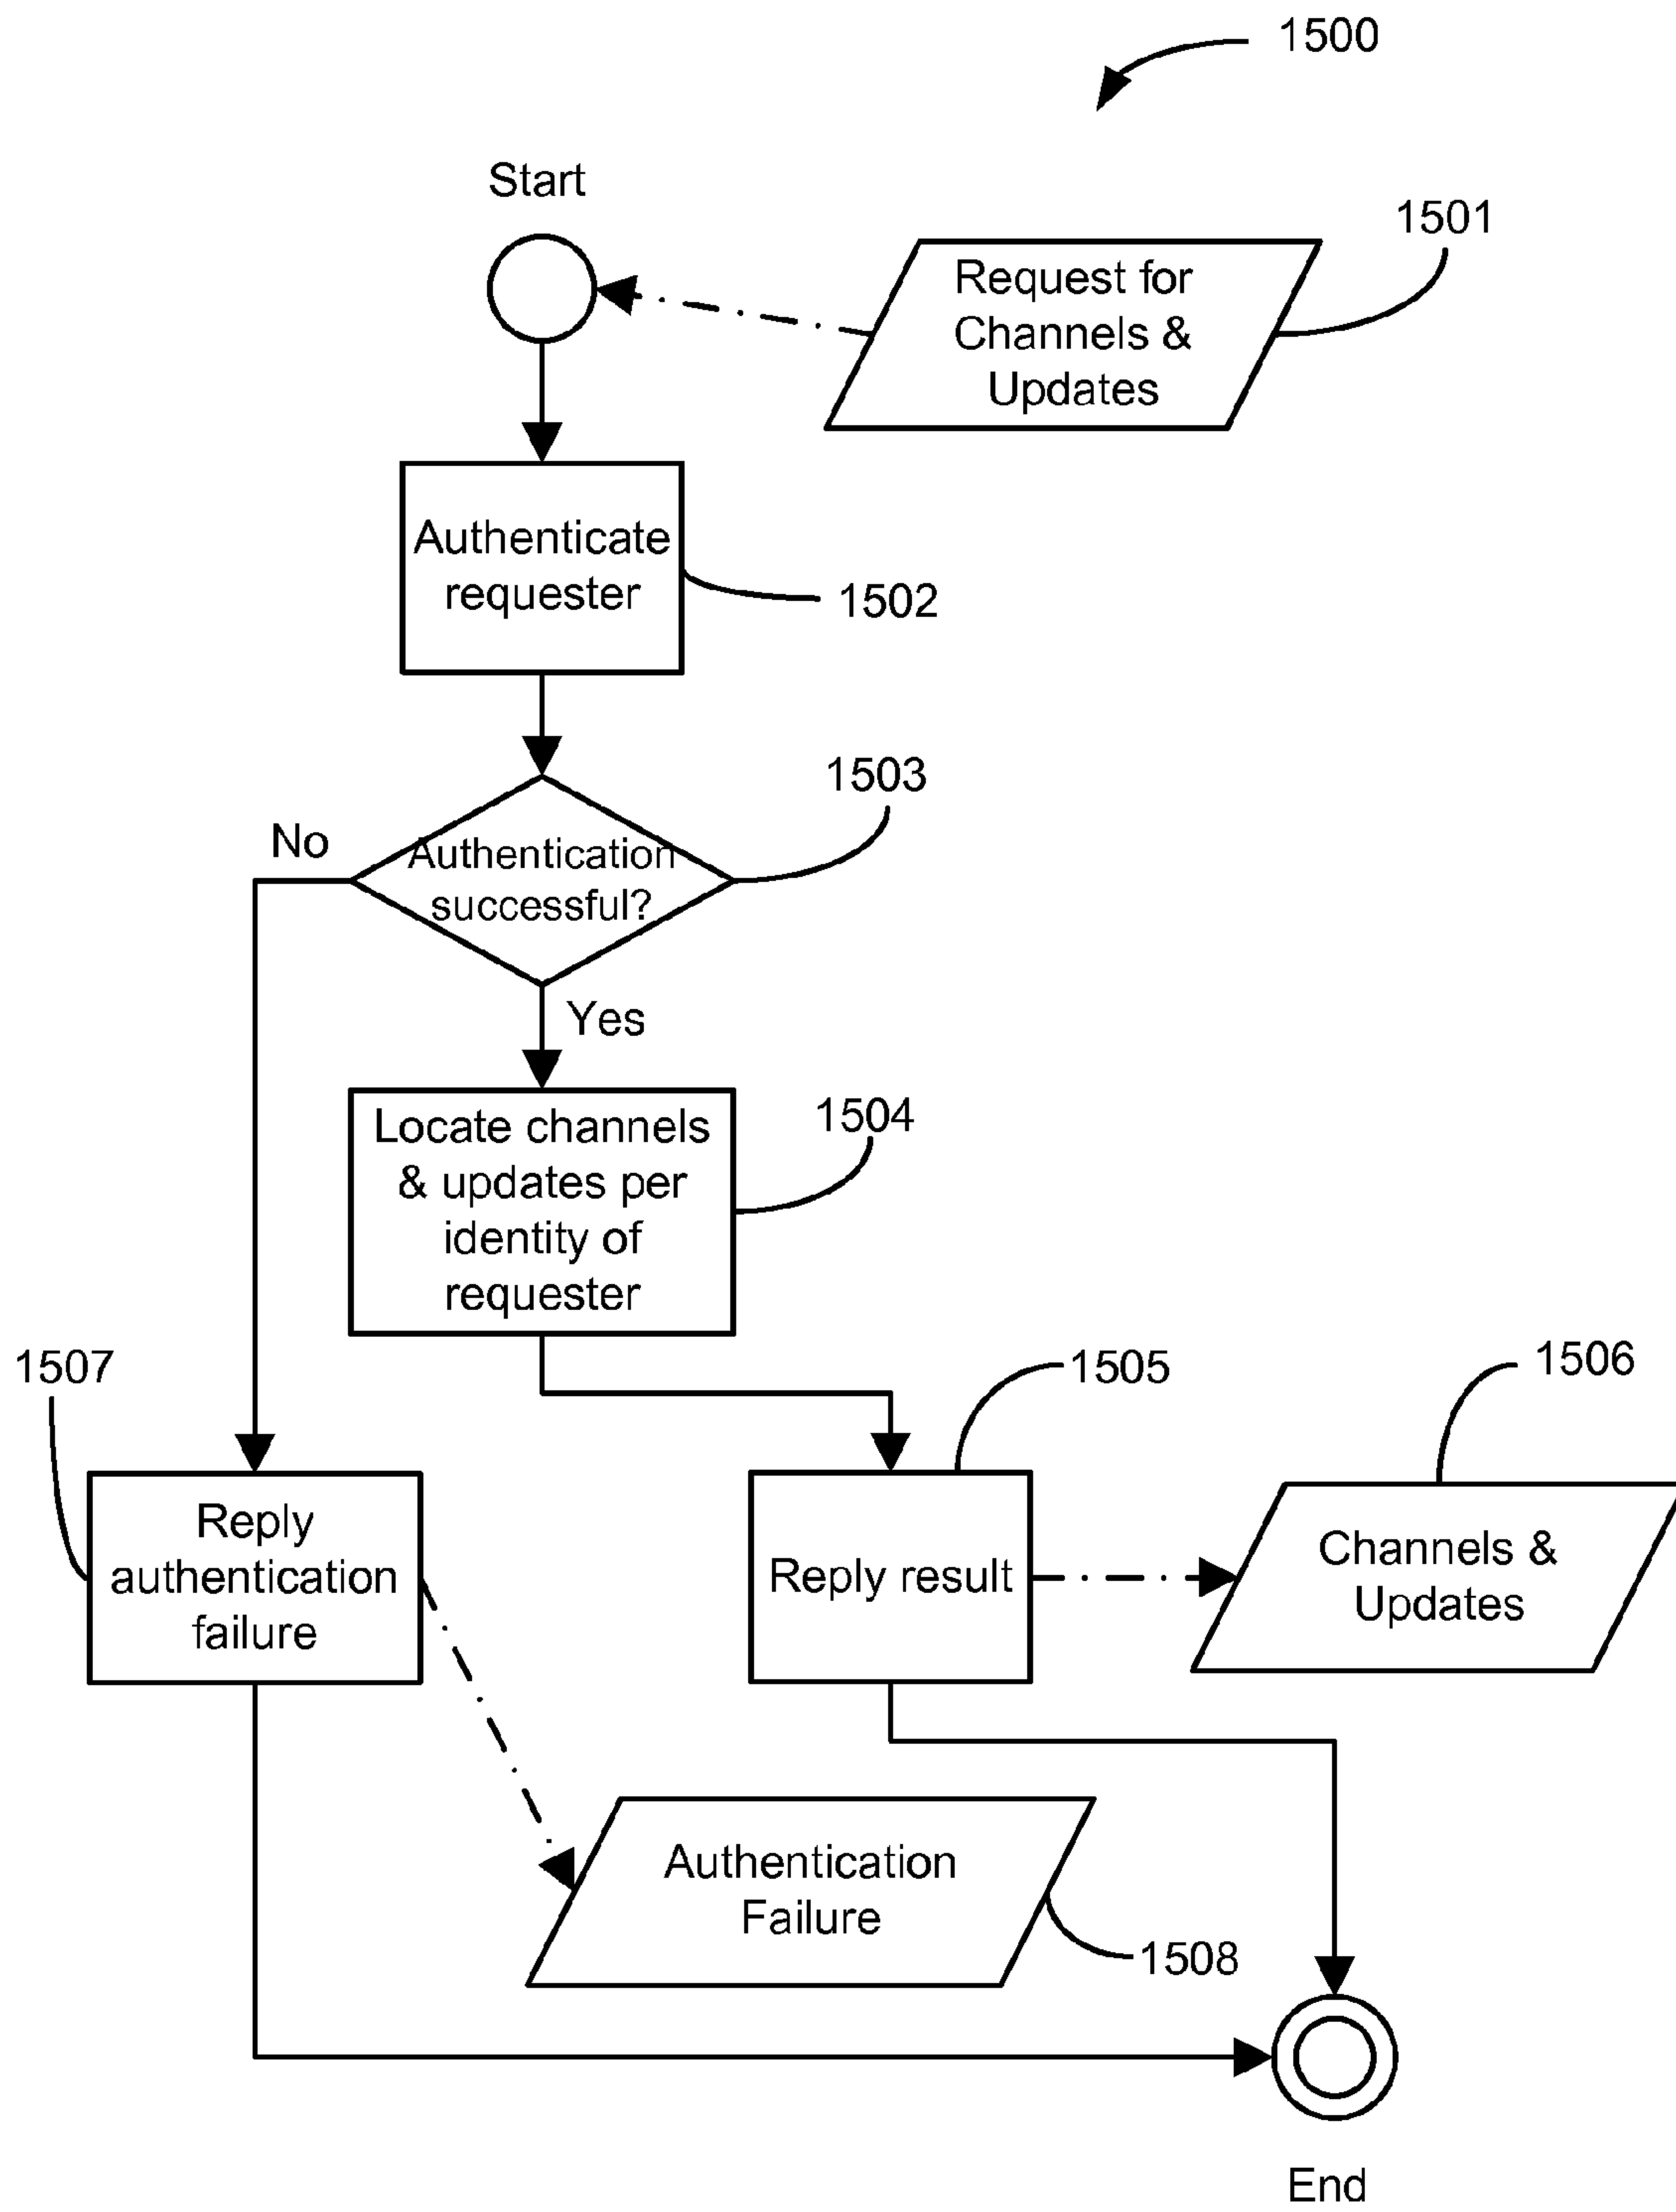 1500
Start
1501
Request for
Channels &
Updates
Authenticate
requester
1502
1503
No
Authentication
successful?
Yes
Locate channels
& updates per
identity of
requester
1504
1507
1505
1506
Reply
authentication
failure
Reply result
Channels &
Updates
Authentication
Failure
1508
End